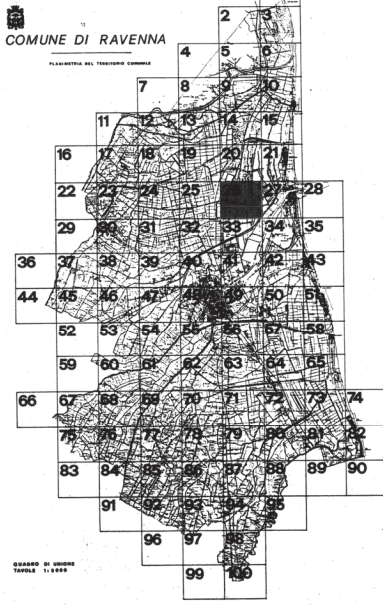 COMUNE DI RAVENNA
PLANIMETRIA DEL TERRITORIO COMUNALE
2 3
4 5 6
7 8 9 10
11 12 13 14 15
16 17 18 19 20 21
22 23 24 25 27 28
29 30 31 32 33 34 35
36 37 38 39 40 41 42 43
44 45 46 47 48 49 50 51
52 53 54 55 56 57 58
59 60 61 62 63 64 65
66 67 68 69 70 71 72 73 74
75 76 77 78 79 80 81 82
83 84 85 86 87 88 89 90
91 92 93 94 95
96 97 98
99 100
QUADRO DI UNIONE
TAVOLE 1:5000